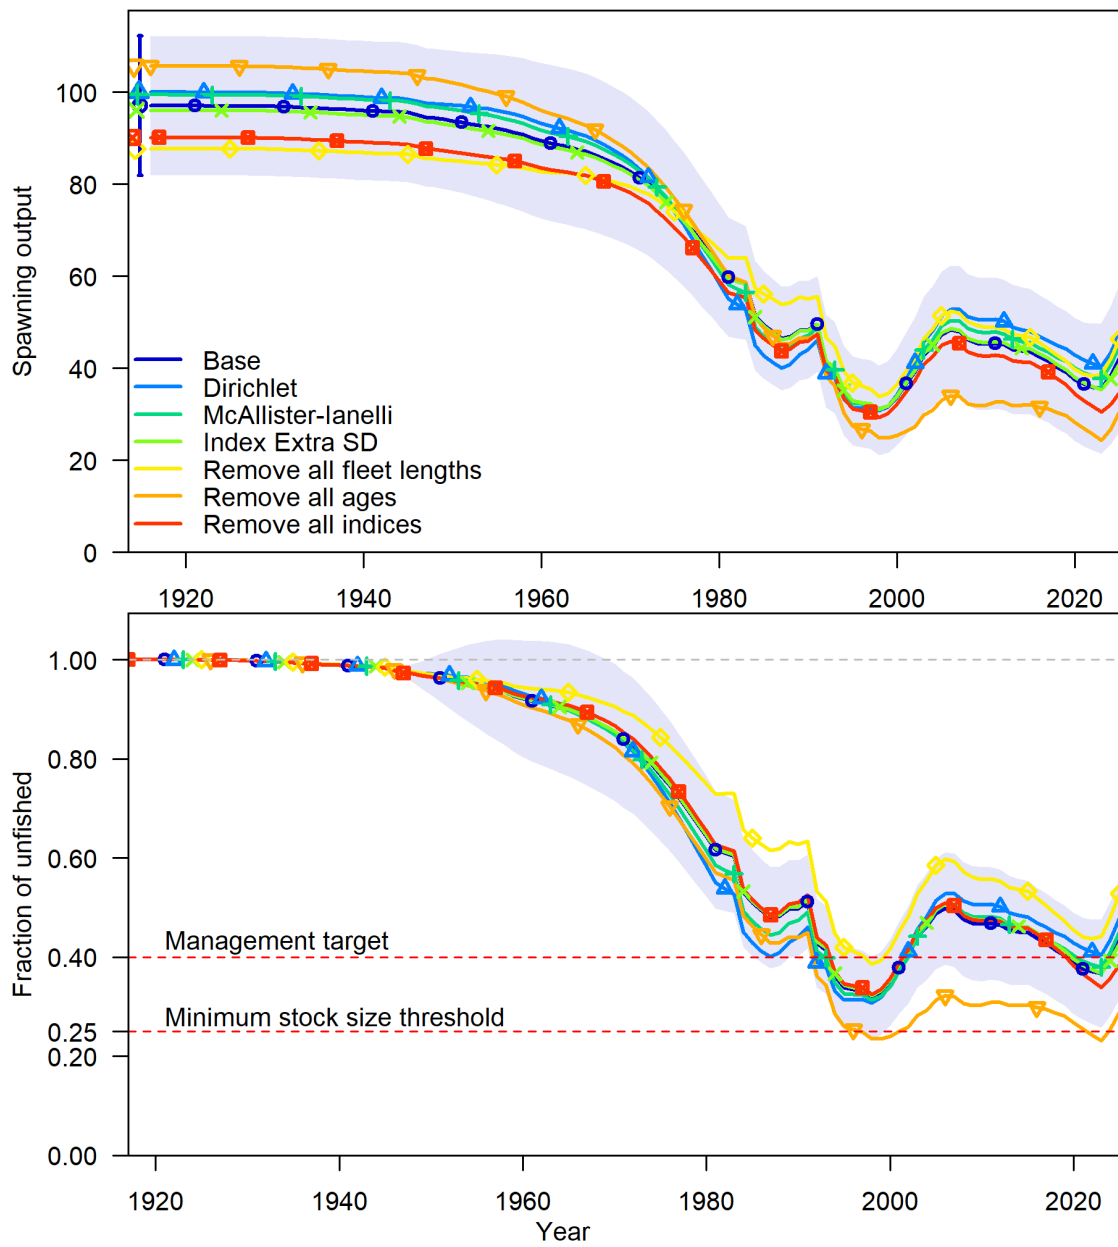 Spawning output
100
80
60
40
20
0
Base
Dirichlet
McAllister-Ianelli
Index Extra SD
Remove all fleet lengths
Remove all ages
Remove all indices
1920 1940 1960 1980 2000 2020
Fraction of unfished
1.00
0.80
0.60
0.40
0.25
0.20
0.00
Management target
Minimum stock size threshold
1920 1940 1960 1980 2000 2020
Year